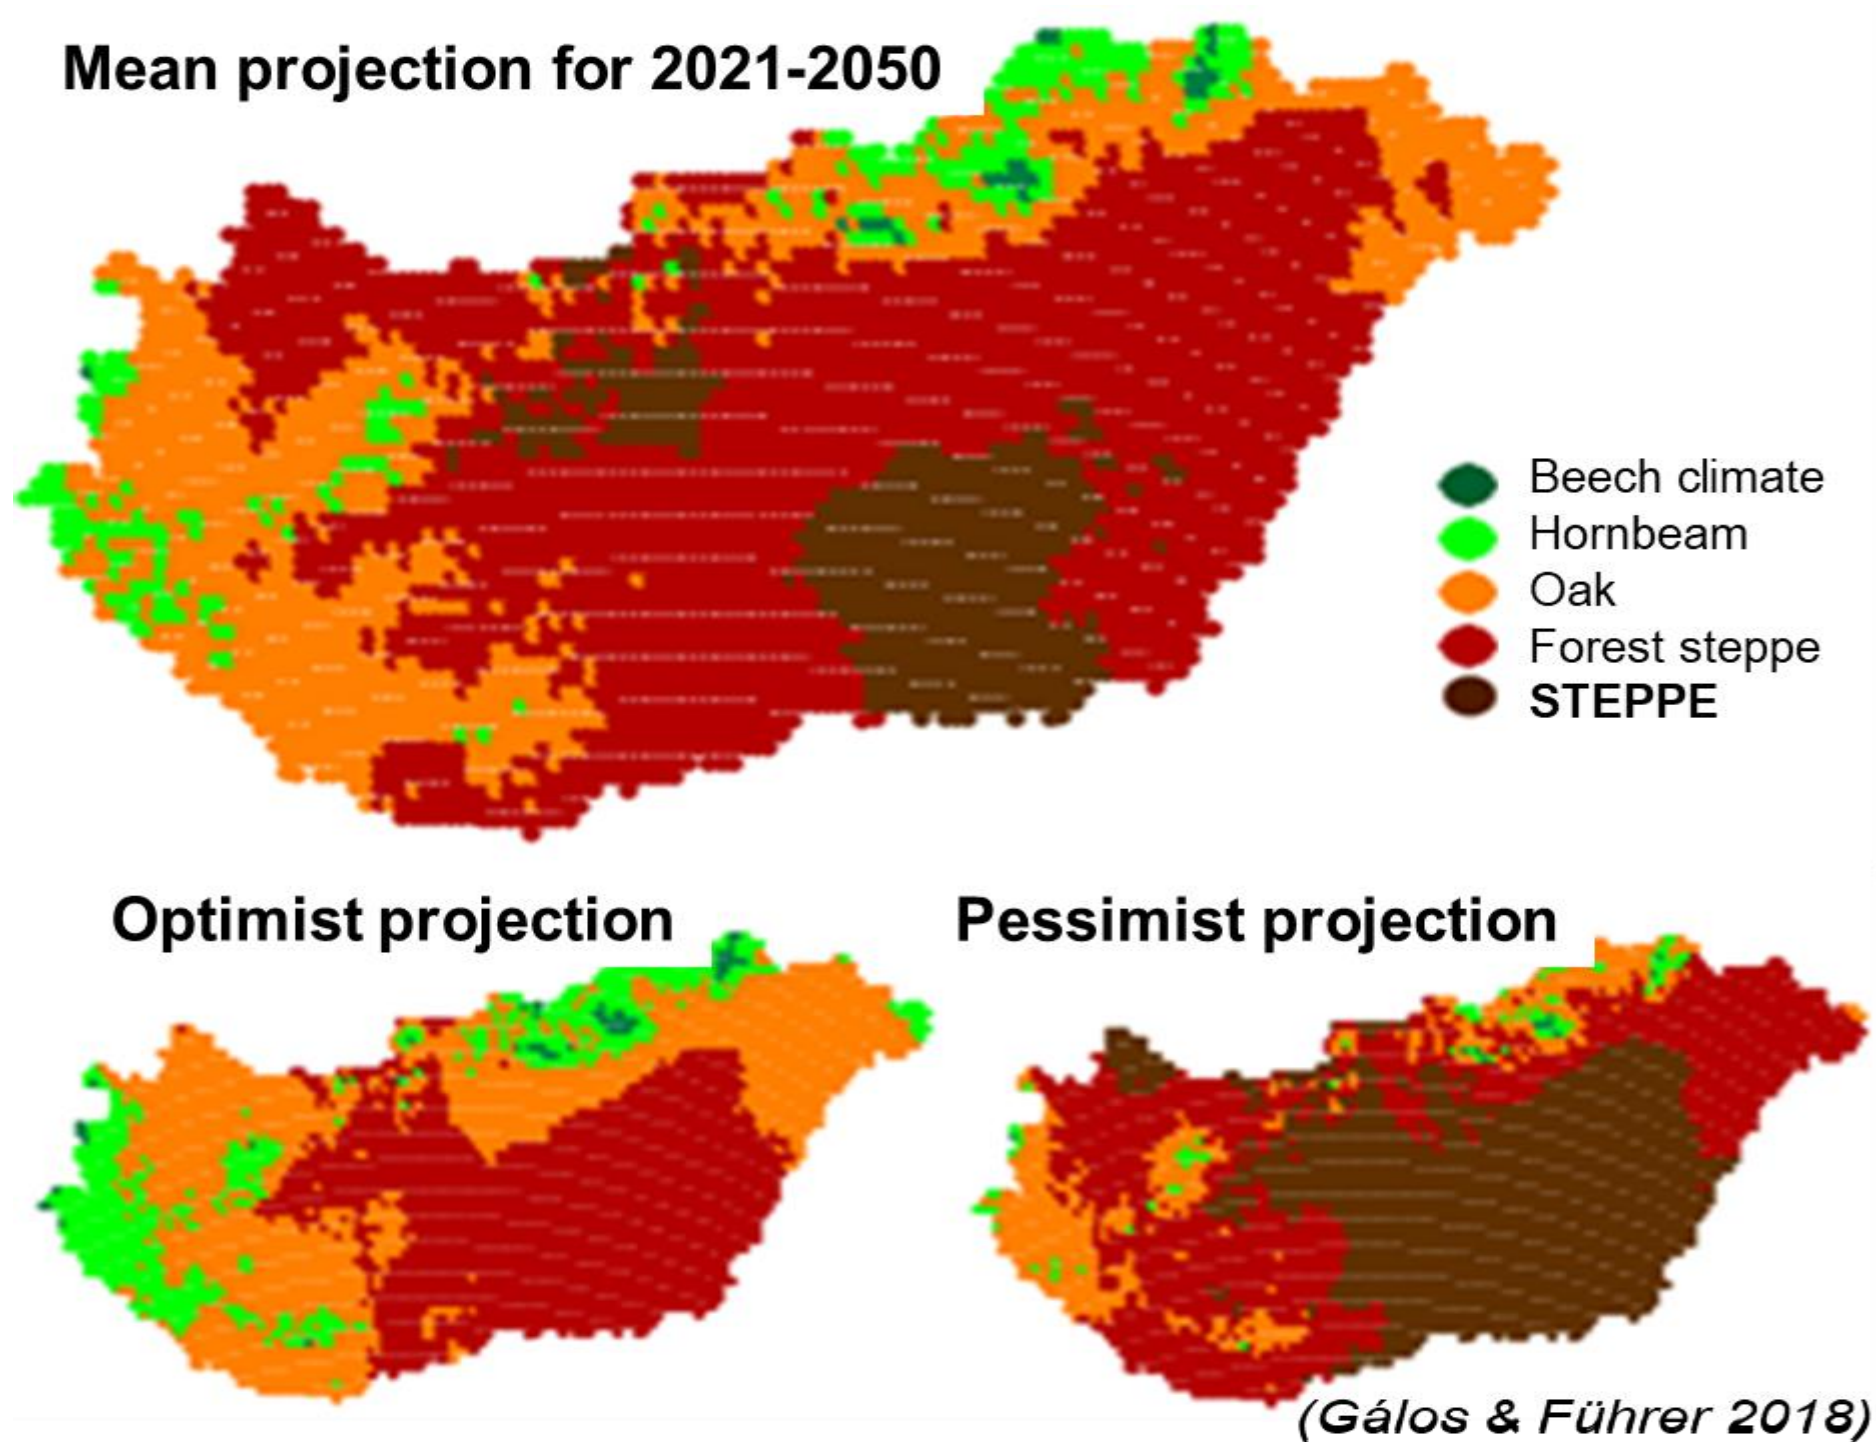 Mean projection for 2021-2050
Beech climate
Hornbeam
Oak
Forest steppe
STEPPE
Optimist projection
Pessimist projection
(Gálos & Führer 2018)